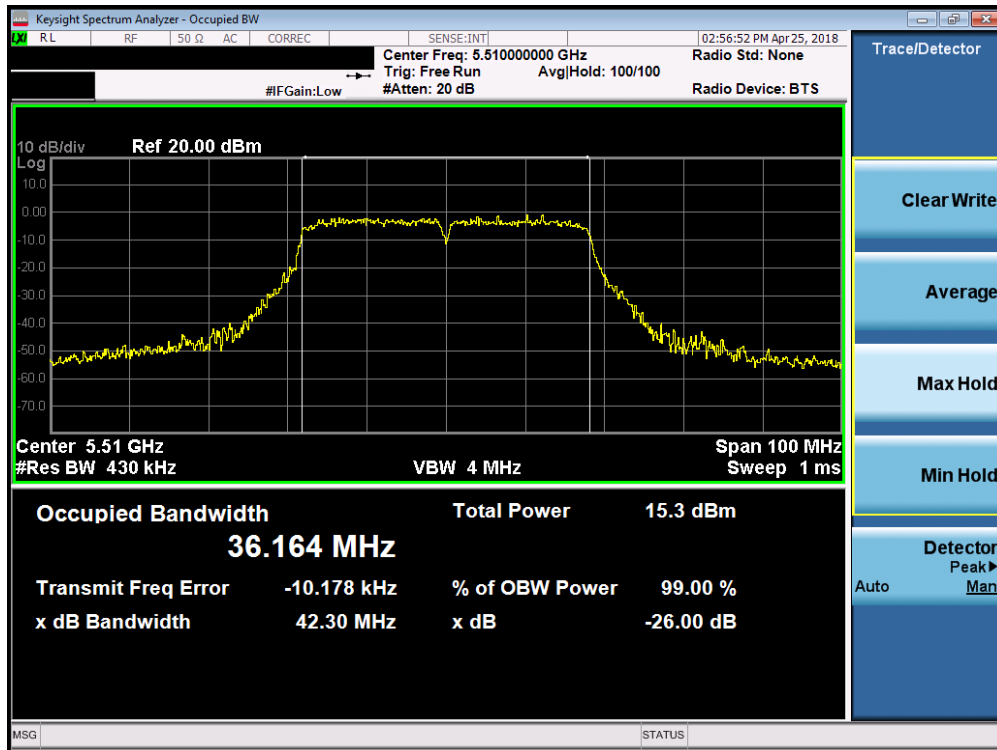 Keysight Spectrum Analyzer - Occupied BW
LXI RL RF 50 Ω AC CORREC SENSE:INT 02:56:52 PM Apr 25, 2018
Center Freq: 5.510000000 GHz Radio Std: None
Trig: Free Run Avg|Hold: 100/100
#IFGain:Low #Atten: 20 dB Radio Device: BTS
Trace/Detector
10 dB/div Ref 20.00 dBm
Log
10.0
0.00
-10.0
-20.0
-30.0
-40.0
-50.0
-60.0
-70.0
Center 5.51 GHz Span 100 MHz
#Res BW 430 kHz VBW 4 MHz Sweep 1 ms
Occupied Bandwidth Total Power 15.3 dBm
36.164 MHz
Transmit Freq Error -10.178 kHz % of OBW Power 99.00 %
x dB Bandwidth 42.30 MHz x dB -26.00 dB
Clear Write
Average
Max Hold
Min Hold
Detector
Peak▶
Auto Man
MSG STATUS